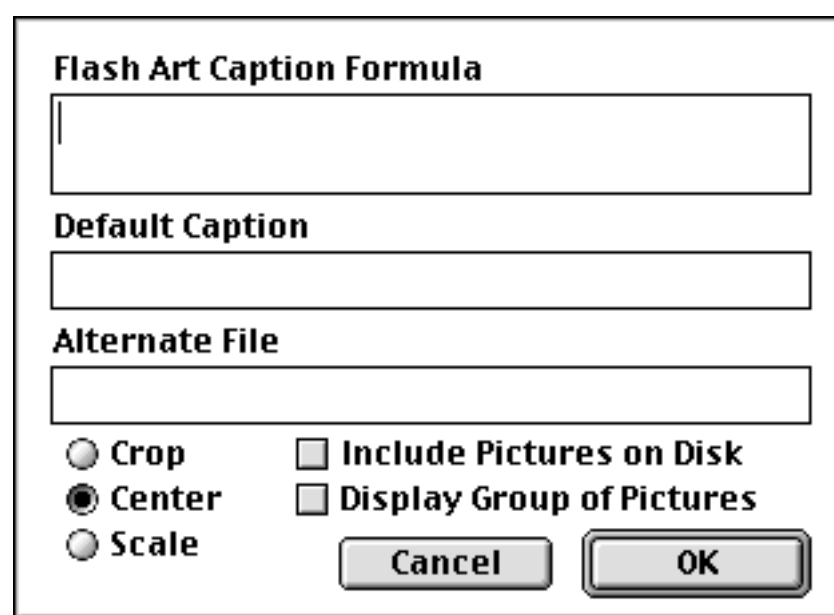 Flash Art Caption Formula
Default Caption
Alternate File
Crop
Include Pictures on Disk
Center
Display Group of Pictures
Scale
Cancel
OK